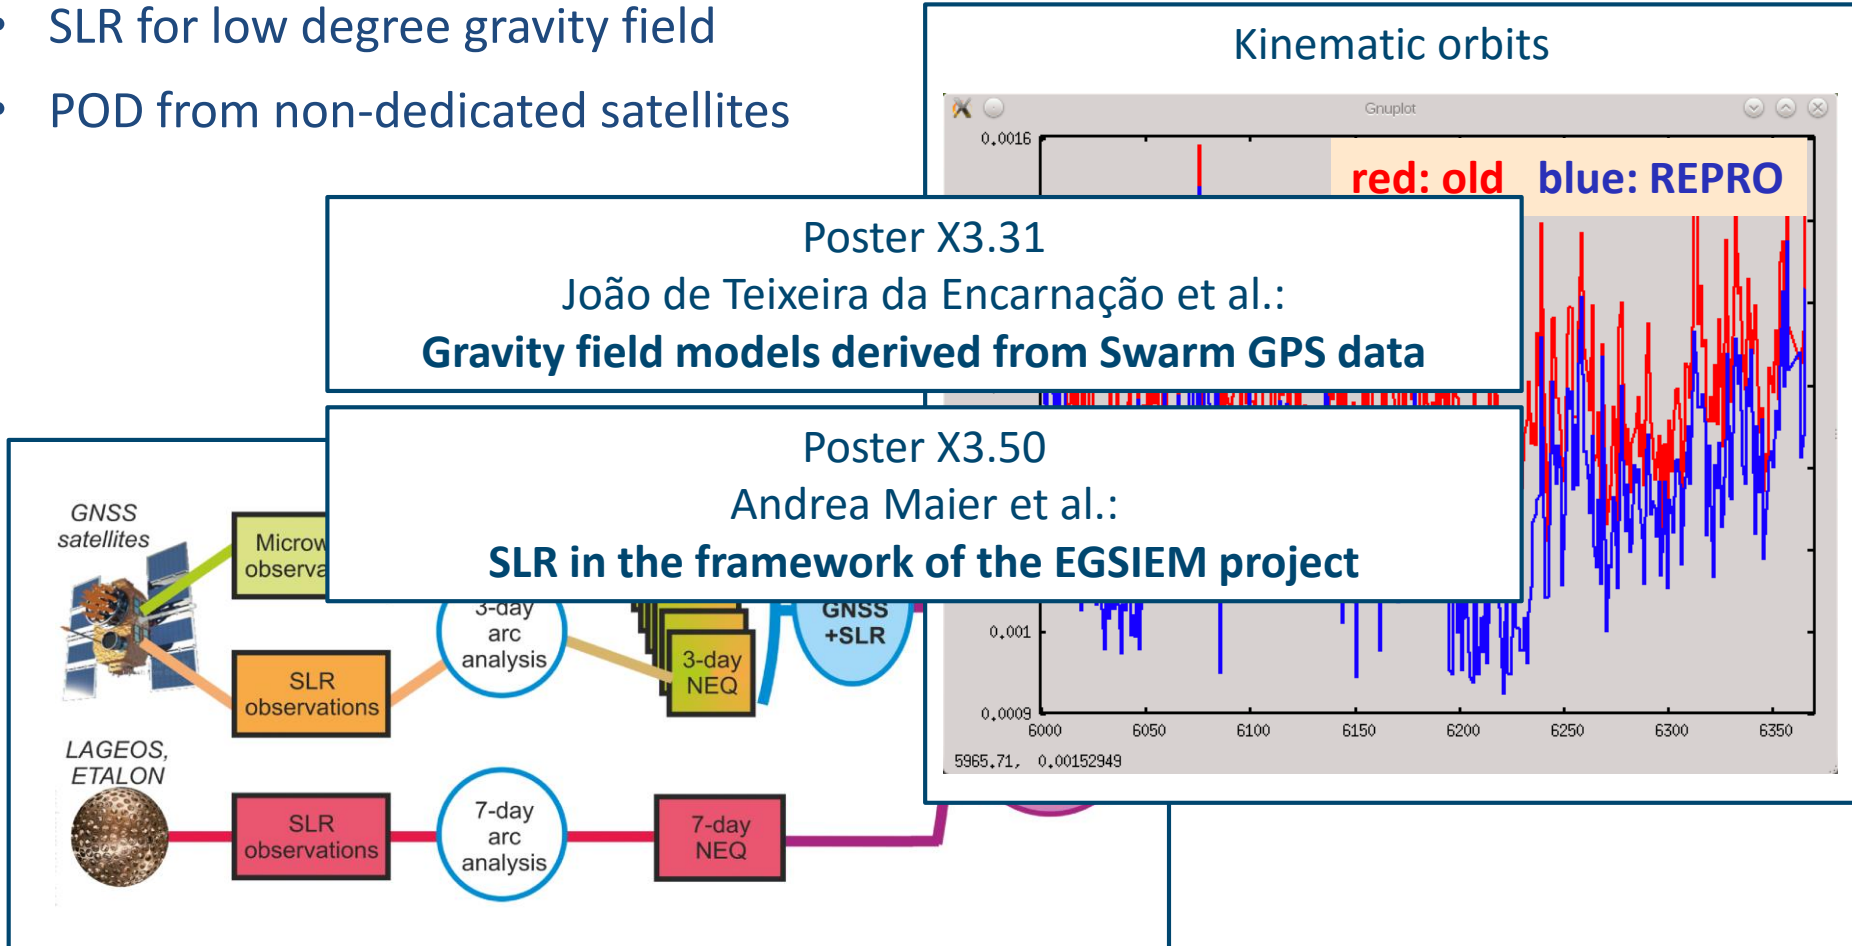 • SLR for low degree gravity field
• POD from non-dedicated satellites
Kinematic orbits
Gnuplot
red: old blue: REPRO
0.0016
0.001
0.0009
6000 6050 6100 6150 6200 6250 6300 6350
5965.71, 0.00152949
Poster X3.31
João de Teixeira da Encarnação et al.:
Gravity field models derived from Swarm GPS data
Poster X3.50
Andrea Maier et al.:
SLR in the framework of the EGSIEM project
GNSS
satellites
Microw
observa
SLR
observations
3-day
arc
analysis
3-day
NEQ
GNSS
+SLR
LAGEOS,
ETALON
SLR
observations
7-day
arc
analysis
7-day
NEQ